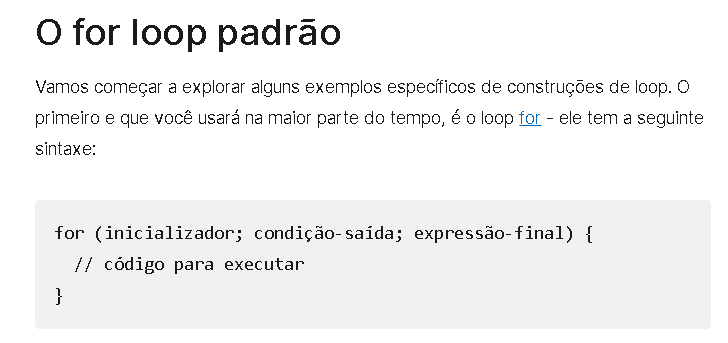 O for loop padrão
Vamos começar a explorar alguns exemplos específicos de construções de loop. O
primeiro e que você usará na maior parte do tempo, é o loop for - ele tem a seguinte
sintaxe:
for (inicializador; condição-saída; expressão-final) {
  // código para executar
}